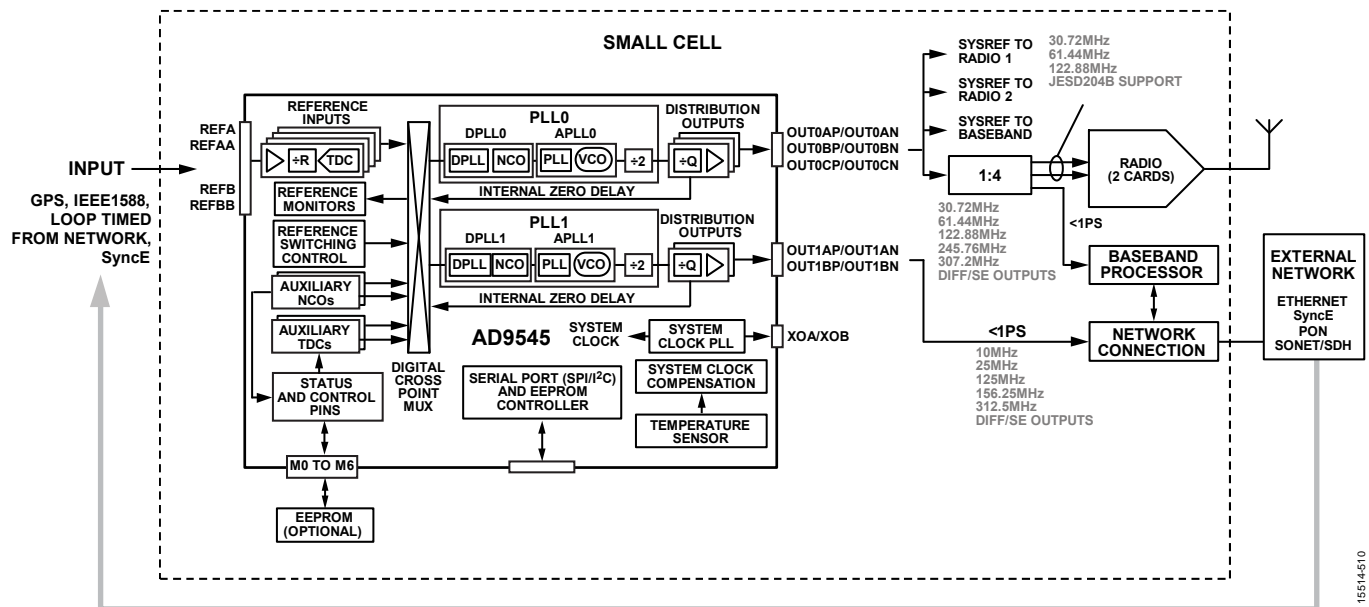 SMALL CELL
INPUT
GPS, IEEE1588,
LOOP TIMED
FROM NETWORK,
SyncE
REFA
REFAA
REFB
REFBB
REFERENCE
INPUTS
÷R
TDC
REFERENCE
MONITORS
REFERENCE
SWITCHING
CONTROL
AUXILIARY
NCOs
AUXILIARY
TDCs
STATUS
AND CONTROL
PINS
M0 TO M6
EEPROM
(OPTIONAL)
DIGITAL
CROSS
POINT
MUX
PLL0
DPLL0
APLL0
DPLL
NCO
PLL
VCO
÷2
INTERNAL ZERO DELAY
DISTRIBUTION
OUTPUTS
÷Q
PLL1
DPLL1
APLL1
DPLL
NCO
PLL
VCO
÷2
INTERNAL ZERO DELAY
DISTRIBUTION
OUTPUTS
÷Q
AD9545
SYSTEM
CLOCK
SYSTEM
CLOCK PLL
XOA/XOB
SERIAL PORT (SPI/I²C)
AND EEPROM
CONTROLLER
SYSTEM CLOCK
COMPENSATION
TEMPERATURE
SENSOR
OUT0AP/OUT0AN
OUT0BP/OUT0BN
OUT0CP/OUT0CN
OUT1AP/OUT1AN
OUT1BP/OUT1BN
SYSREF TO
RADIO 1
SYSREF TO
RADIO 2
SYSREF TO
BASEBAND
30.72MHz
61.44MHz
122.88MHz
JESD204B SUPPORT
1:4
RADIO
(2 CARDS)
30.72MHz
61.44MHz
122.88MHz
245.76MHz
307.2MHz
DIFF/SE OUTPUTS
<1PS
BASEBAND
PROCESSOR
<1PS
10MHz
25MHz
125MHz
156.25MHz
312.5MHz
DIFF/SE OUTPUTS
NETWORK
CONNECTION
EXTERNAL
NETWORK
ETHERNET
SyncE
PON
SONET/SDH
15514-510